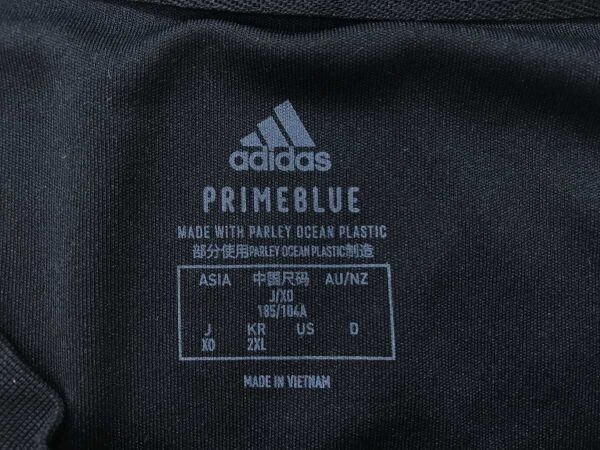 adidas
PRIMEBLUE
MADE WITH PARLEY OCEAN PLASTIC
部分使用PARLEY OCEAN PLASTIC制造
ASIA 中国尺码 AU/NZ
J/XO
185/104A
J KR US D
XO 2XL
MADE IN VIETNAM